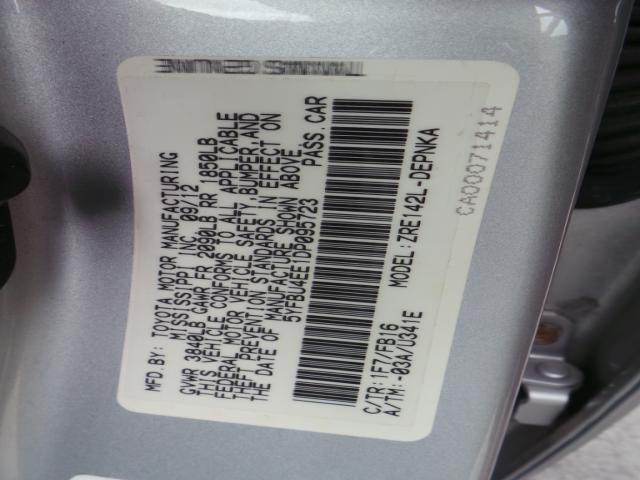 MFD.BY: TOYOTA MOTOR MANUFACTURING
MISSISSIPPI, INC. 09/12
GVWR 3840LB GAWR FR 2090LB RR 1850LB
THIS VEHICLE CONFORMS TO ALL APPLICABLE
FEDERAL MOTOR VEHICLE SAFETY, BUMPER, AND
THEFT PREVENTION STANDARDS IN EFFECT ON
THE DATE OF MANUFACTURE SHOWN ABOVE.
5YFBU4EE1DP095723 PASS.CAR
C/TR:1F7/FB16 MODEL:ZRE142L-DEPNKA
A/TM:-03A/U341E
CA00071414